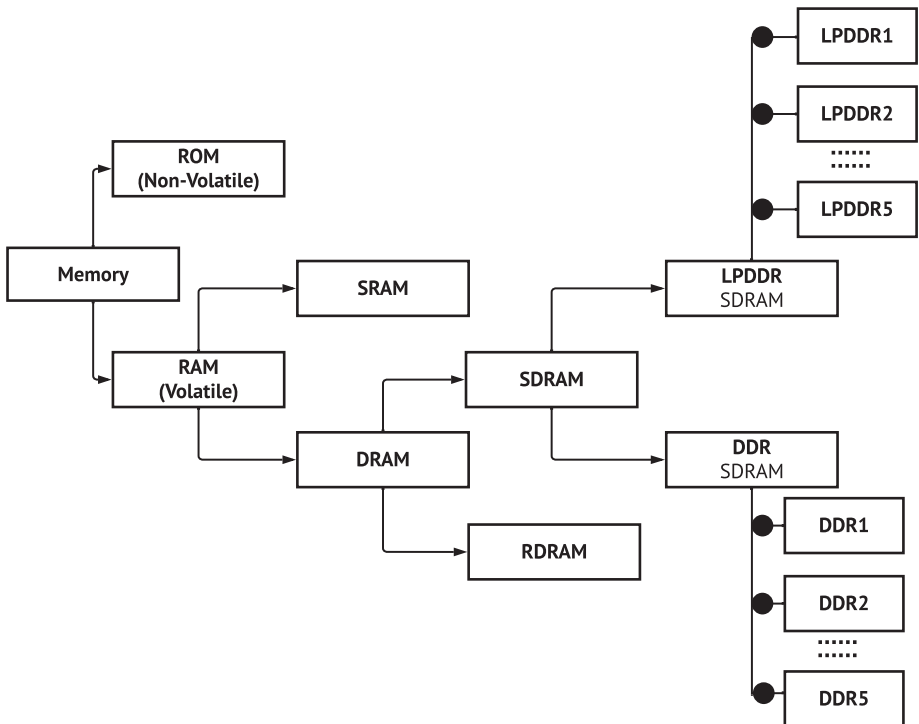 LPDDR1
LPDDR2
LPDDR5
ROM
(Non-Volatile)
Memory
SRAM
LPDDR
SDRAM
RAM
(Volatile)
SDRAM
DRAM
DDR
SDRAM
RDRAM
DDR1
DDR2
DDR5